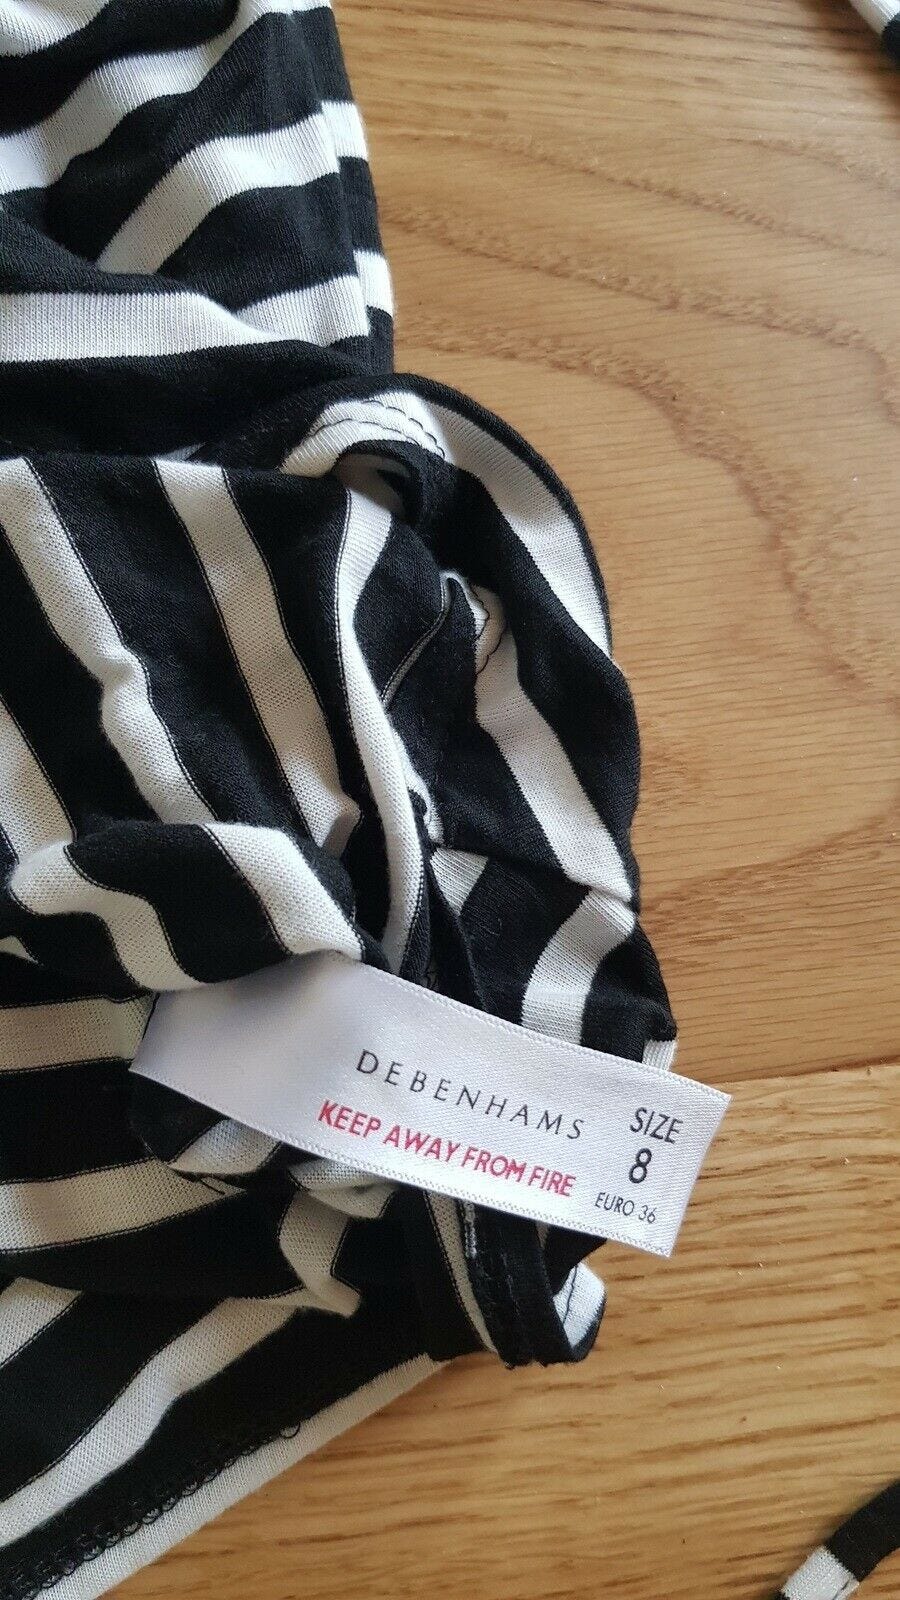 DEBENHAMS
KEEP AWAY FROM FIRE
SIZE
8
EURO 36